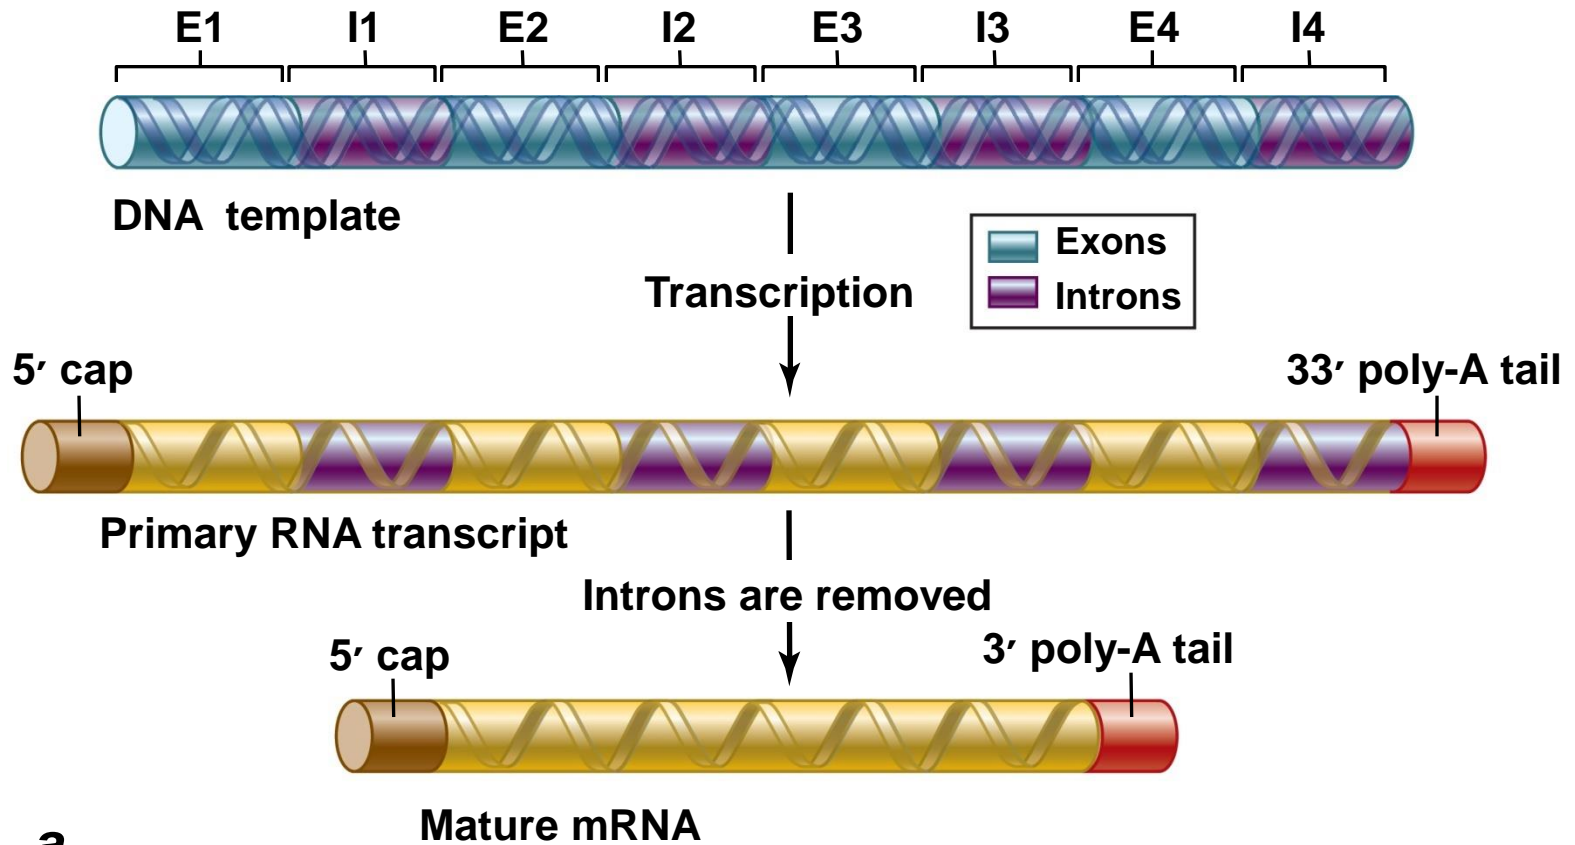 E1 I1 E2 I2 E3 I3 E4 I4
DNA template
Exons
Introns
Transcription
5′ cap
33′ poly-A tail
Primary RNA transcript
Introns are removed
5′ cap
3′ poly-A tail
Mature mRNA
a